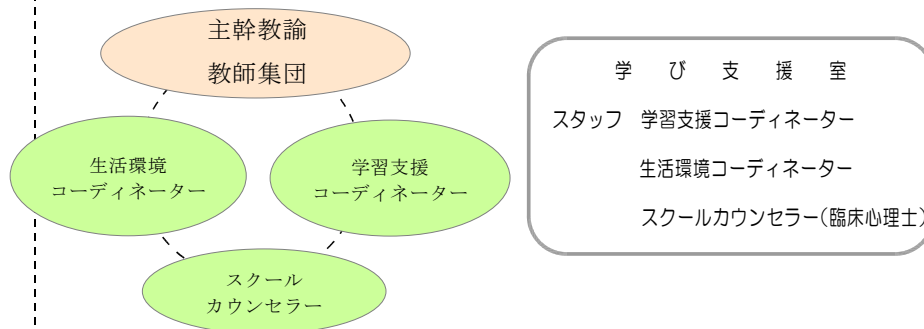 主幹教諭
教師集団
生活環境
コーディネーター
学習支援
コーディネーター
スクール
カウンセラー
学び支援室
スタッフ 学習支援コーディネーター
生活環境コーディネーター
スクールカウンセラー(臨床心理士)